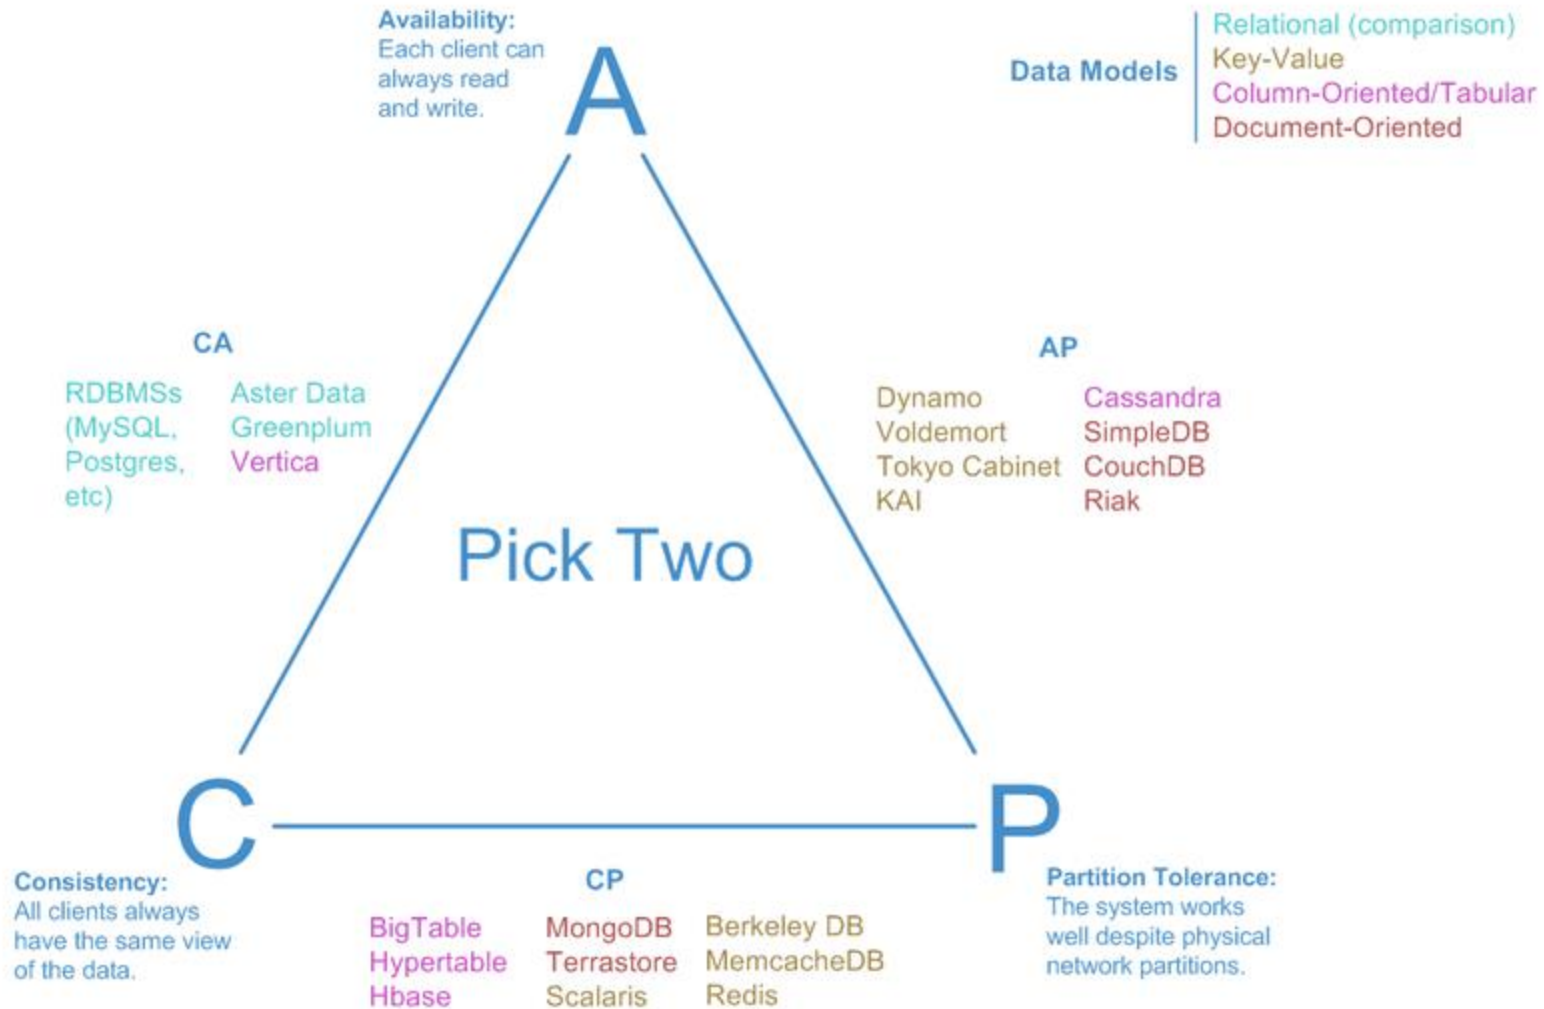 Availability:
Each client can
always read
and write.
A
Data Models
Relational (comparison)
Key-Value
Column-Oriented/Tabular
Document-Oriented
CA
RDBMSs
(MySQL,
Postgres,
etc)
Aster Data
Greenplum
Vertica
AP
Dynamo
Voldemort
Tokyo Cabinet
KAI
Cassandra
SimpleDB
CouchDB
Riak
Pick Two
C
Consistency:
All clients always
have the same view
of the data.
CP
BigTable
Hypertable
Hbase
MongoDB
Terrastore
Scalaris
Berkeley DB
MemcacheDB
Redis
P
Partition Tolerance:
The system works
well despite physical
network partitions.